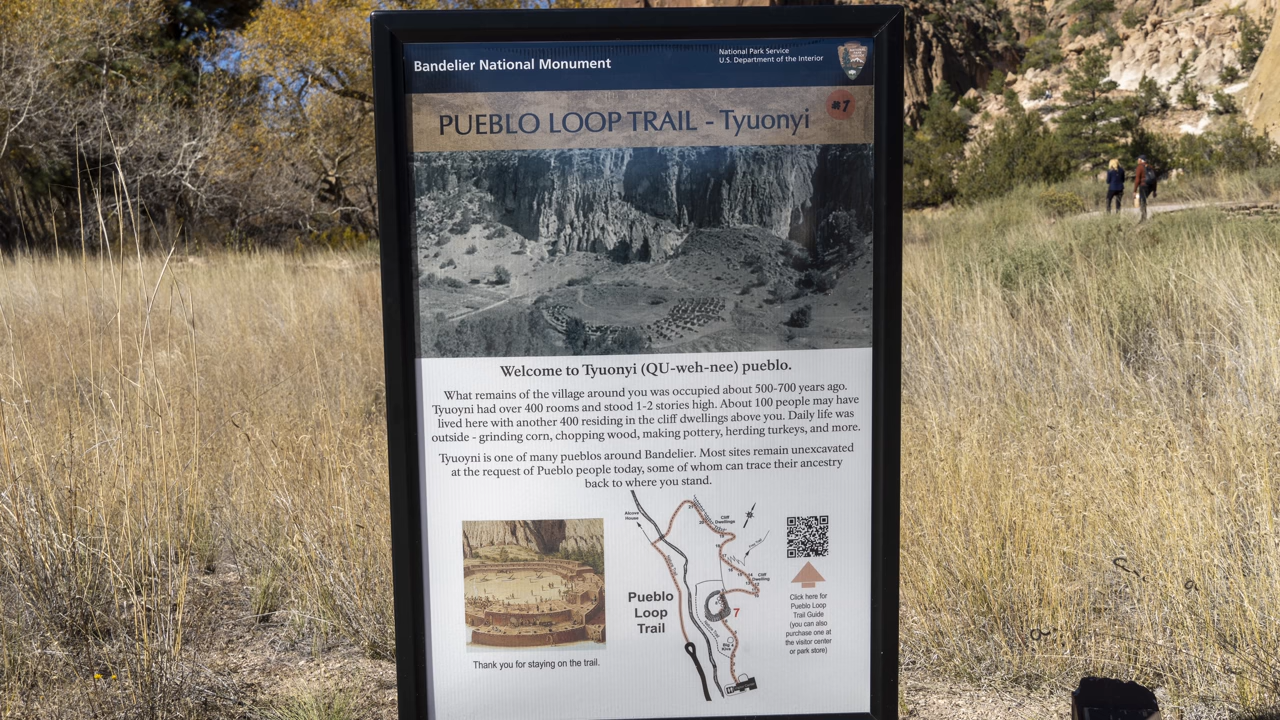 Bandelier National Monument
National Park Service
U.S. Department of the Interior
PUEBLO LOOP TRAIL - Tyuonyi
#7
Welcome to Tyuonyi (QU-weh-nee) pueblo.
What remains of the village around you was occupied about 500-700 years ago.
Tyuoyni had over 400 rooms and stood 1-2 stories high. About 100 people may have
lived here with another 400 residing in the cliff dwellings above you. Daily life was
outside - grinding corn, chopping wood, making pottery, herding turkeys, and more.
Tyuoyni is one of many pueblos around Bandelier. Most sites remain unexcavated
at the request of Pueblo people today, some of whom can trace their ancestry
back to where you stand.
Thank you for staying on the trail.
Alcove
House
Cliff
Dwellings
Cliff
Dwelling
7
Big
Kiva
Pueblo
Loop
Trail
Click here for
Pueblo Loop
Trail Guide
(you can also
purchase one at
the visitor center
or park store)